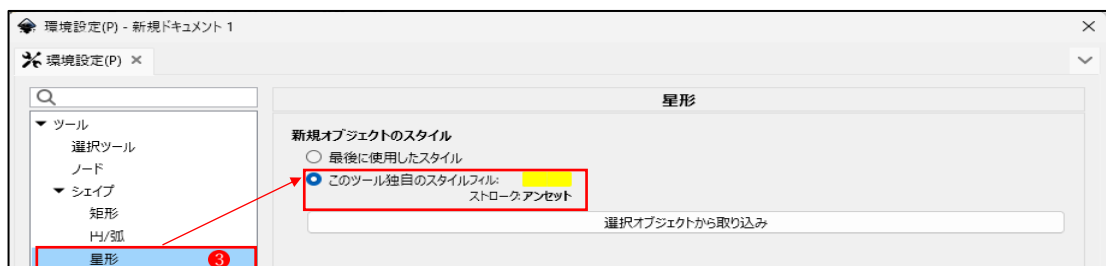 環境設定(P) - 新規ドキュメント 1
環境設定(P)
星形
ツール
選択ツール
ノード
シェイプ
矩形
円/弧
星形 3
新規オブジェクトのスタイル
最後に使用したスタイル
このツール独自のスタイル フィル:
ストローク: アンセット
選択オブジェクトから取り込み